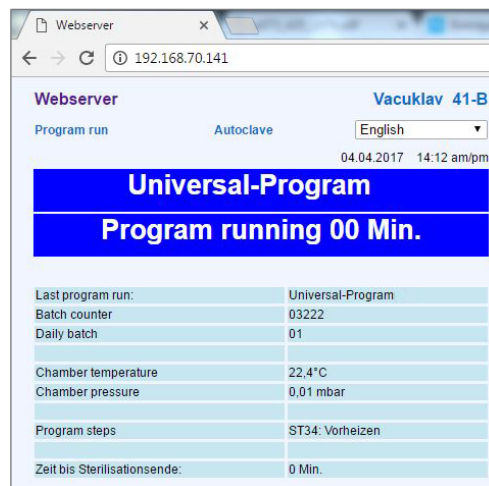 Webserver
192.168.70.141
Webserver Vacuklav 41-B
Program run Autoclave English
04.04.2017 14:12 am/pm
Universal-Program
Program running 00 Min.
Last program run: Universal-Program
Batch counter 03222
Daily batch 01
Chamber temperature 22,4°C
Chamber pressure 0,01 mbar
Program steps ST34: Vorheizen
Zeit bis Sterilisationsende: 0 Min.